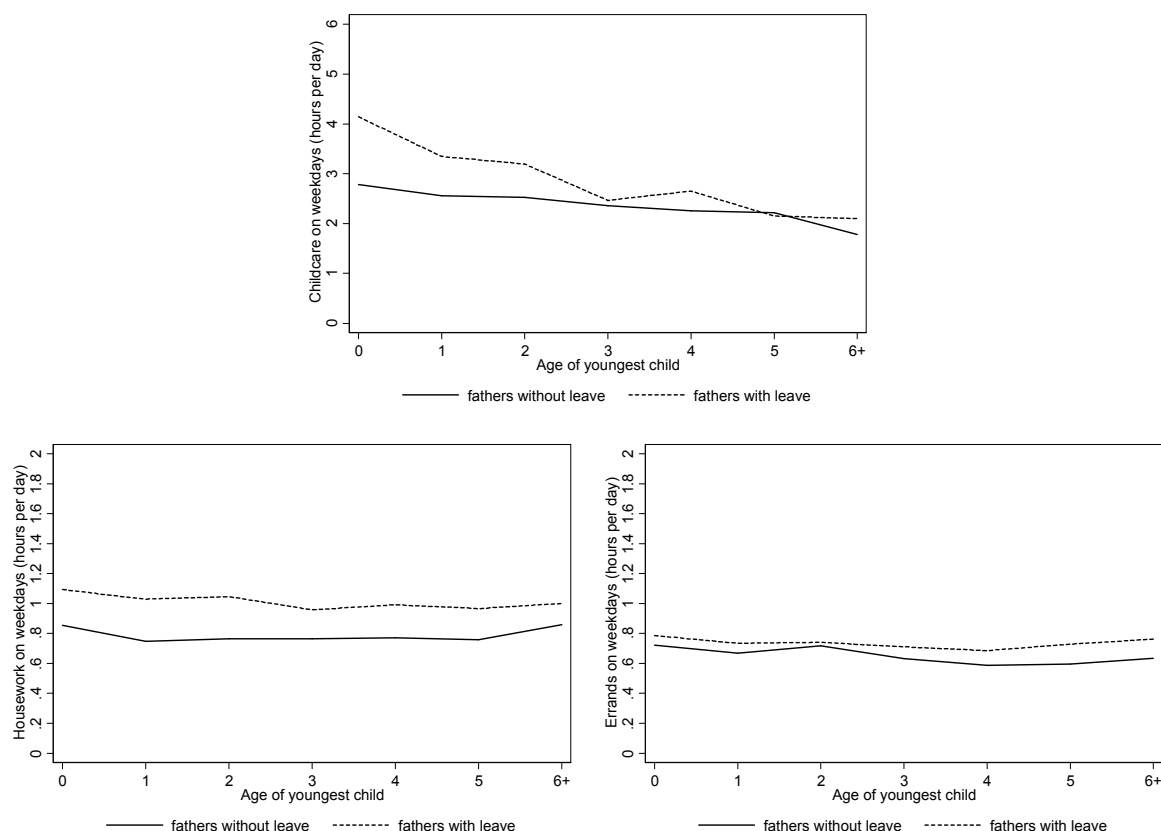 Childcare on weekdays (hours per day)
6
5
4
3
2
1
0
0 1 2 3 4 5 6+
Age of youngest child
fathers without leave fathers with leave
Housework on weekdays (hours per day)
2
1.8
1.6
1.4
1.2
1
.8
.6
.4
.2
0
0 1 2 3 4 5 6+
Age of youngest child
fathers without leave fathers with leave
Errands on weekdays (hours per day)
2
1.8
1.6
1.4
1.2
1
.8
.6
.4
.2
0
0 1 2 3 4 5 6+
Age of youngest child
fathers without leave fathers with leave